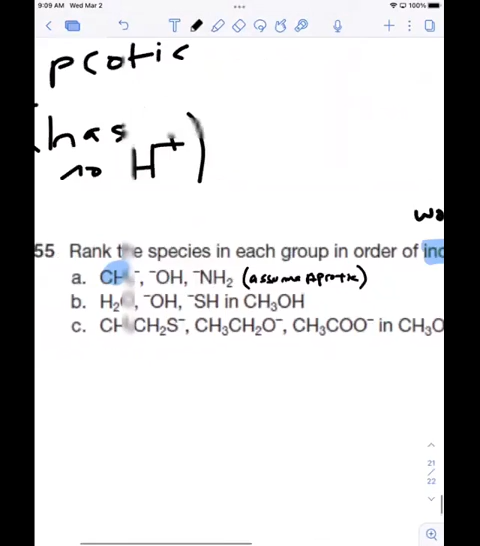 9:09 AM Wed Mar 2
100%
protic
(has
no H⁺)
55 Rank the species in each group in order of
a. CH₃⁻, ⁻OH, ⁻NH₂ (assume Aprotic)
b. H₂O, ⁻OH, ⁻SH in CH₃OH
c. CH₃CH₂S⁻, CH₃CH₂O⁻, CH₃COO⁻ in CH₃O
21
/
22